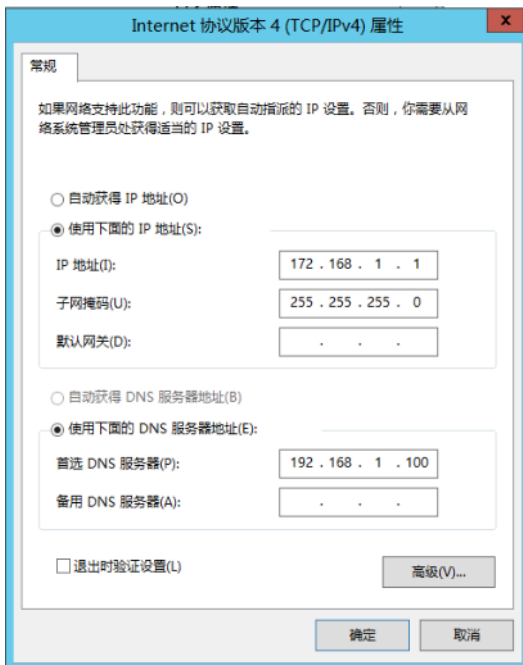 Internet 协议版本 4 (TCP/IPv4) 属性
x
常规
如果网络支持此功能，则可以获取自动指派的 IP 设置。否则，你需要从网
络系统管理员处获得适当的 IP 设置。
自动获得 IP 地址(O)
使用下面的 IP 地址(S):
IP 地址(I):
172 . 168 . 1 . 1
子网掩码(U):
255 . 255 . 255 . 0
默认网关(D):
. . .
自动获得 DNS 服务器地址(B)
使用下面的 DNS 服务器地址(E):
首选 DNS 服务器(P):
192 . 168 . 1 . 100
备用 DNS 服务器(A):
. . .
退出时验证设置(L)
高级(V)...
确定
取消